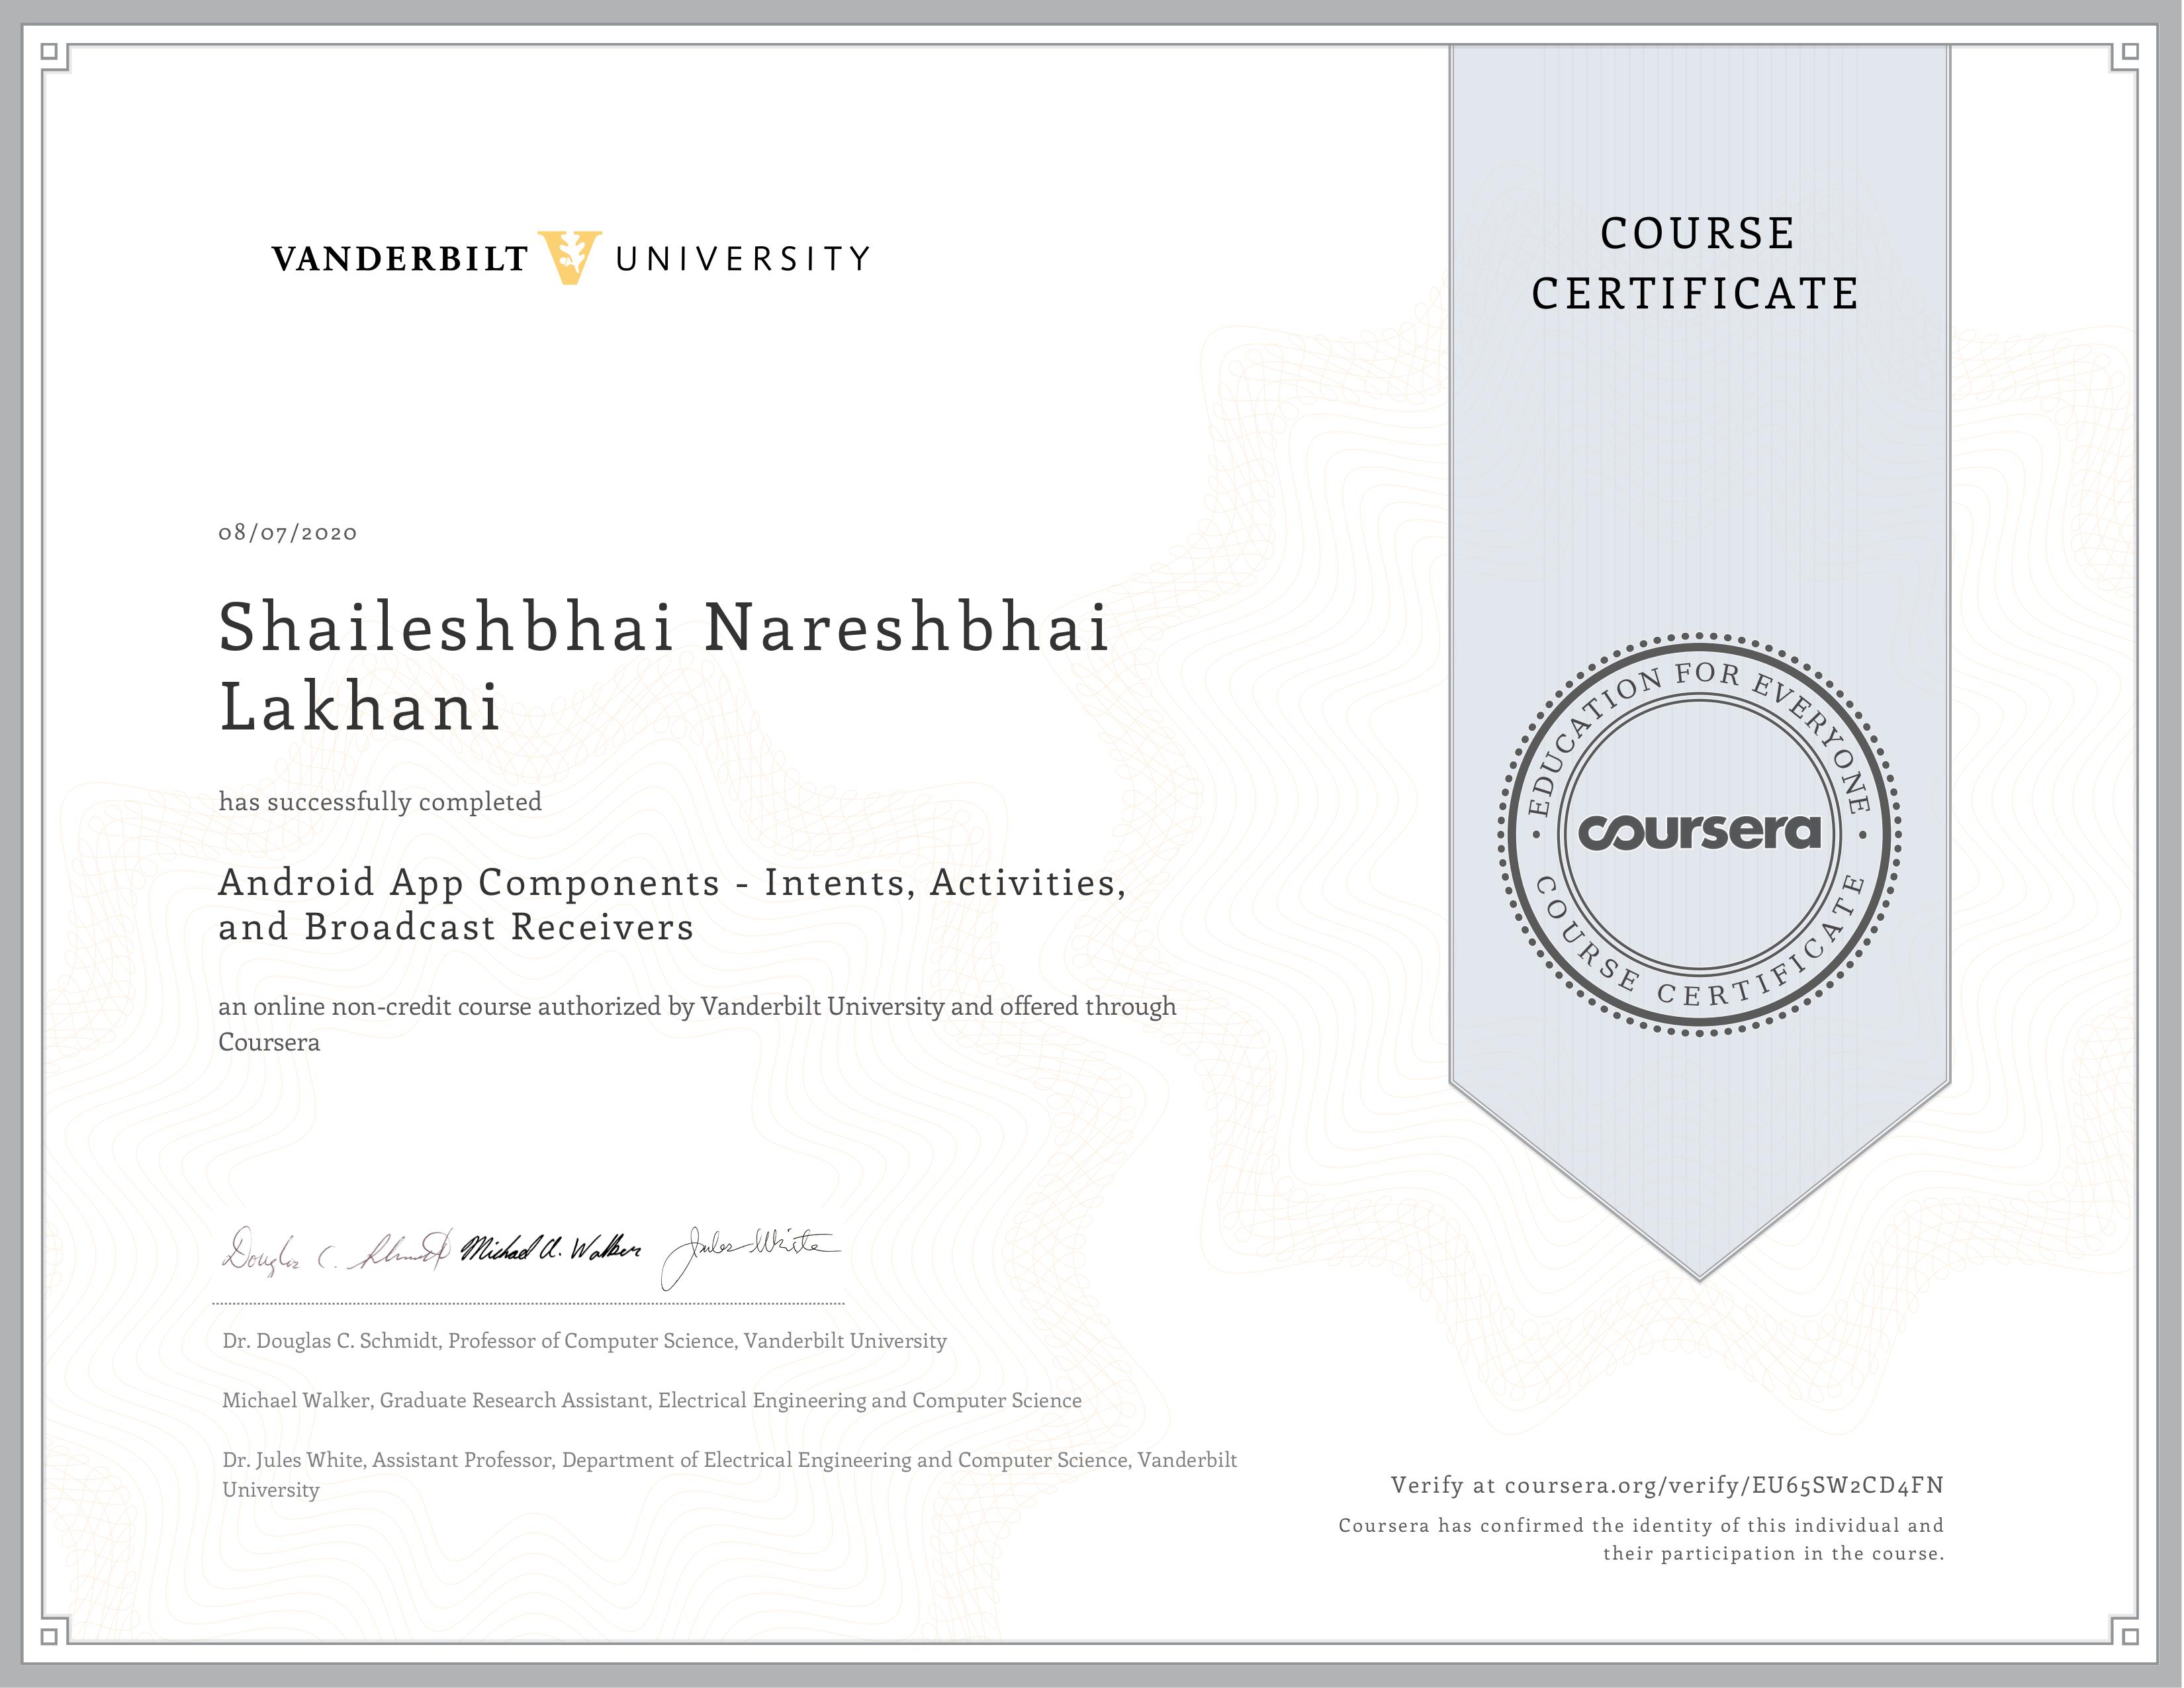 VANDERBILT V UNIVERSITY
COURSE
CERTIFICATE
08/07/2020
Shaileshbhai Nareshbhai
Lakhani
has successfully completed
Android App Components - Intents, Activities,
and Broadcast Receivers
an online non-credit course authorized by Vanderbilt University and offered through
Coursera
EDUCATION FOR EVERYONE
coursera
COURSE CERTIFICATE
Douglas C. Schmidt Michael A. Walker Jules White
Dr. Douglas C. Schmidt, Professor of Computer Science, Vanderbilt University
Michael Walker, Graduate Research Assistant, Electrical Engineering and Computer Science
Dr. Jules White, Assistant Professor, Department of Electrical Engineering and Computer Science, Vanderbilt
University
Verify at coursera.org/verify/EU65SW2CD4FN
Coursera has confirmed the identity of this individual and
their participation in the course.